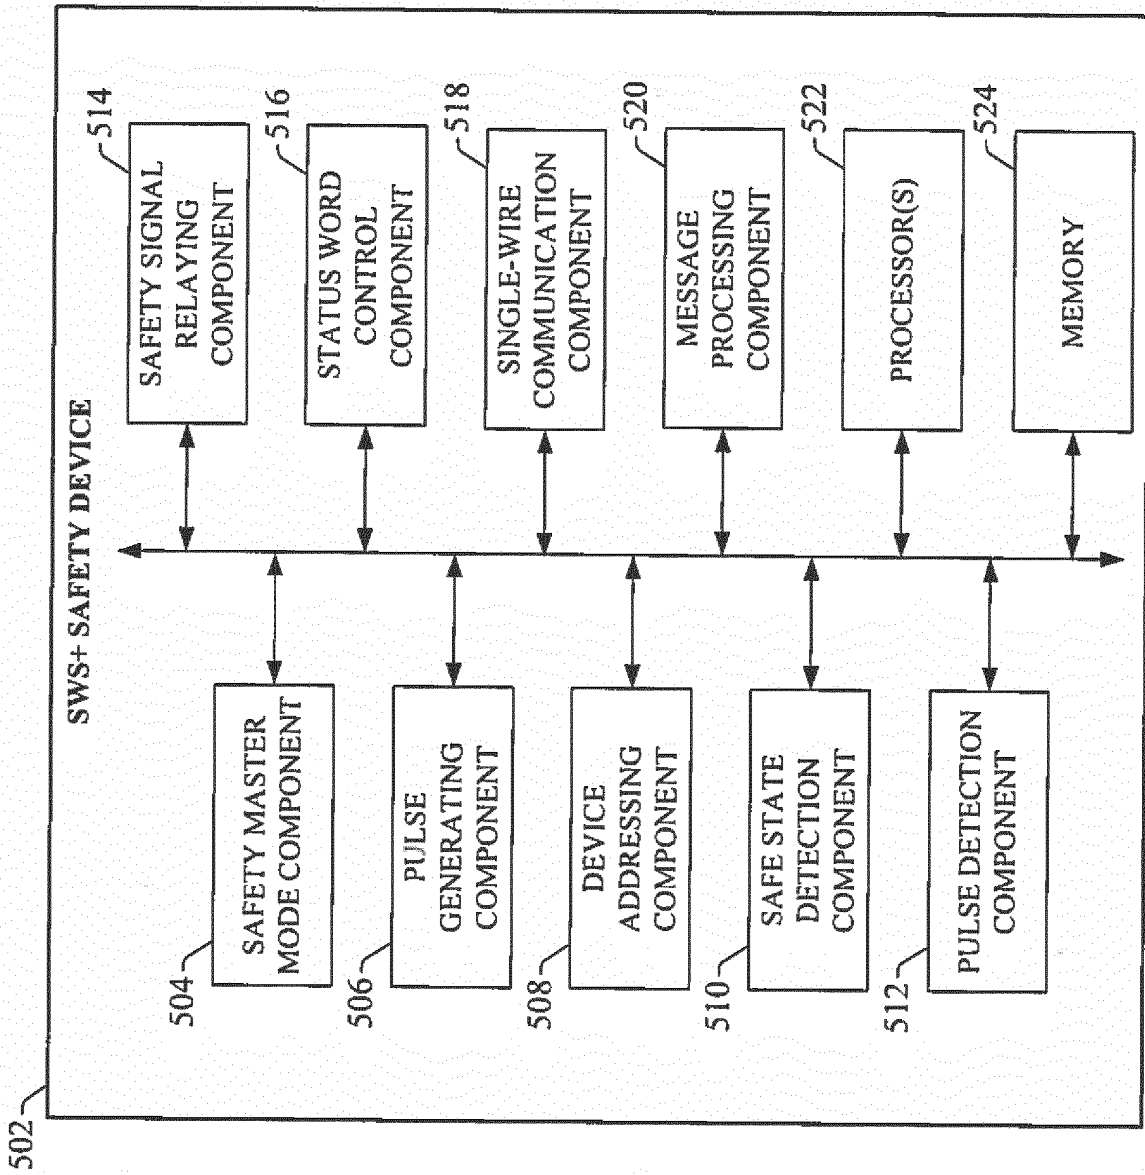 502
SWS+ SAFETY DEVICE
504
SAFETY MASTER
MODE COMPONENT
506
PULSE
GENERATING
COMPONENT
508
DEVICE
ADDRESSING
COMPONENT
510
SAFE STATE
DETECTION
COMPONENT
512
PULSE DETECTION
COMPONENT
514
SAFETY SIGNAL
RELAYING
COMPONENT
516
STATUS WORD
CONTROL
COMPONENT
518
SINGLE-WIRE
COMMUNICATION
COMPONENT
520
MESSAGE
PROCESSING
COMPONENT
522
PROCESSOR(S)
524
MEMORY